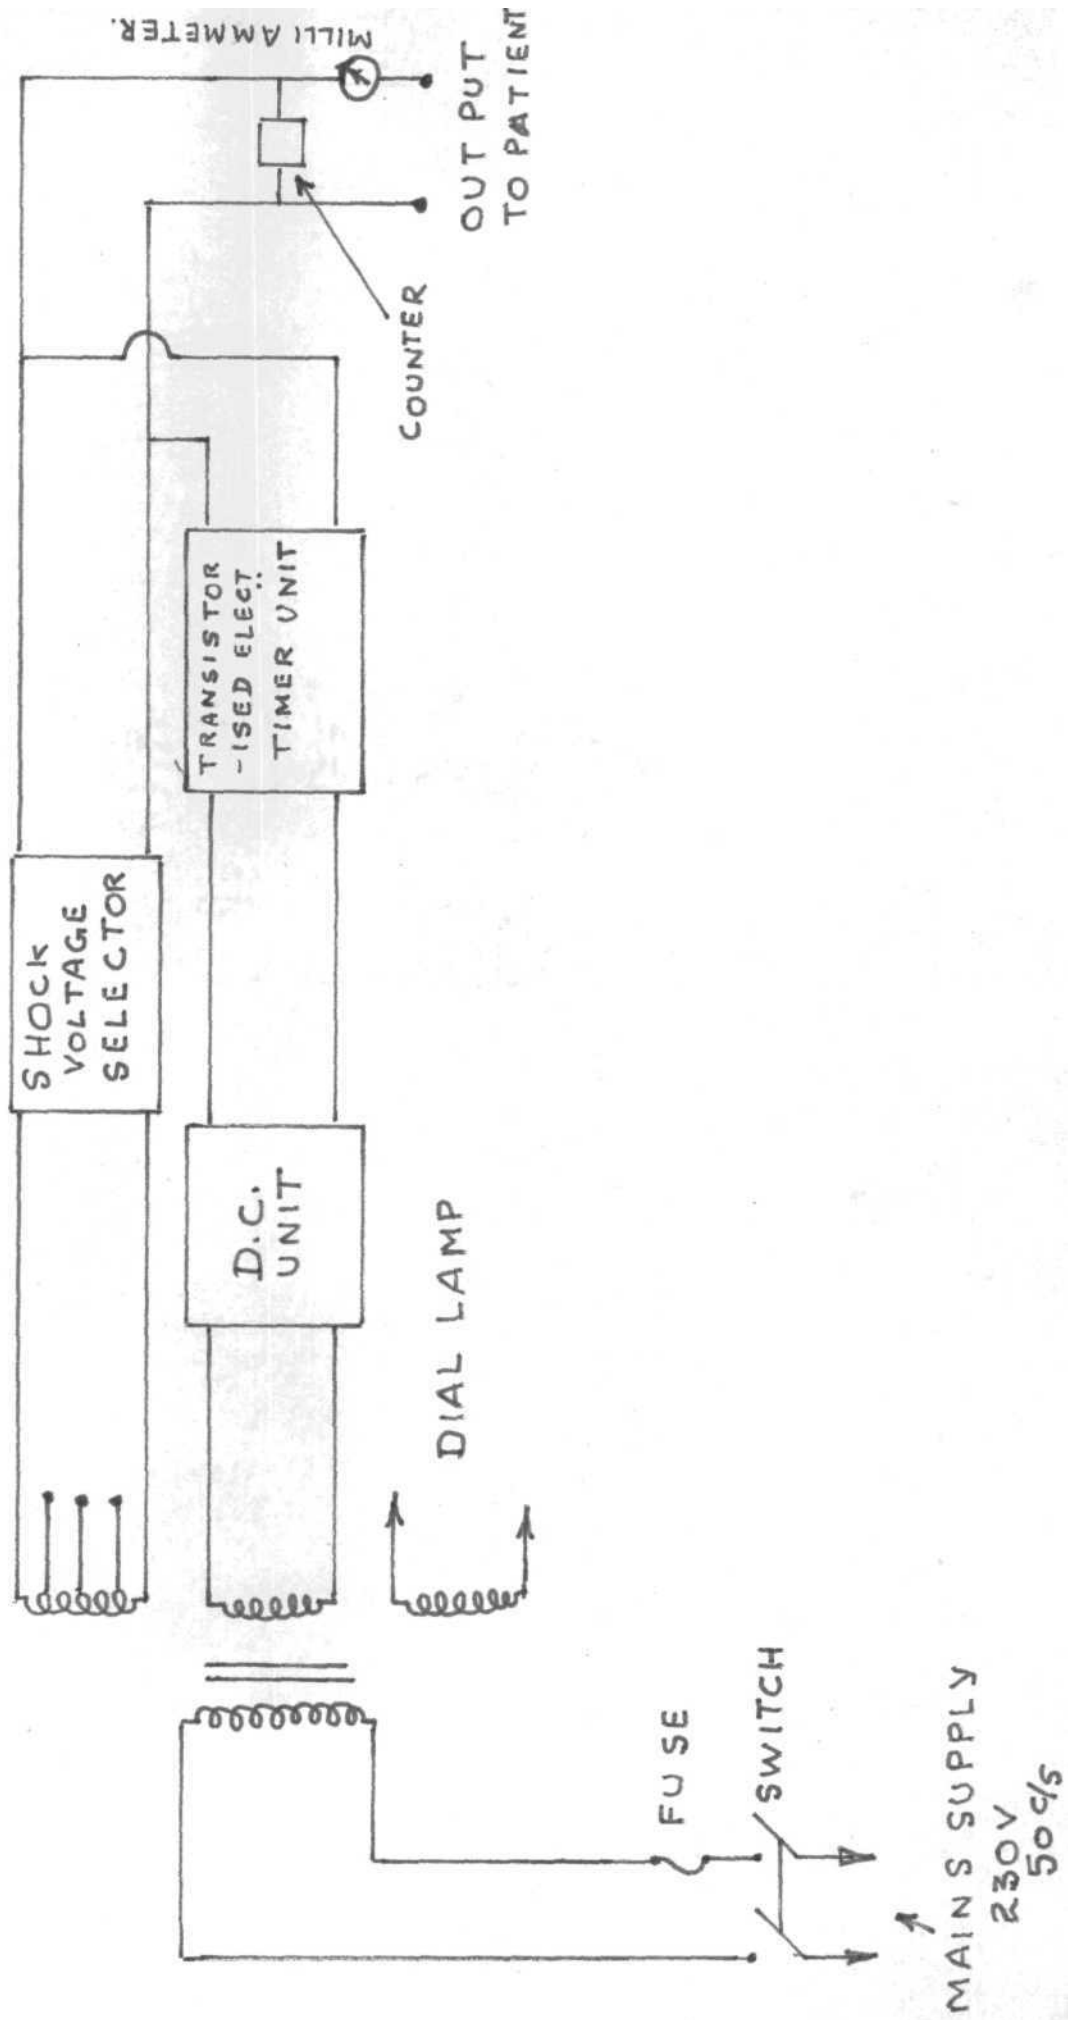 MILLI AMMETER.
OUT PUT
TO PATIENT
COUNTER
TRANSISTOR
-ISED ELECT
TIMER UNIT
SHOCK
VOLTAGE
SELECTOR
D.C.
UNIT
DIAL LAMP
FUSE
SWITCH
MAINS SUPPLY
230V
50 c/s